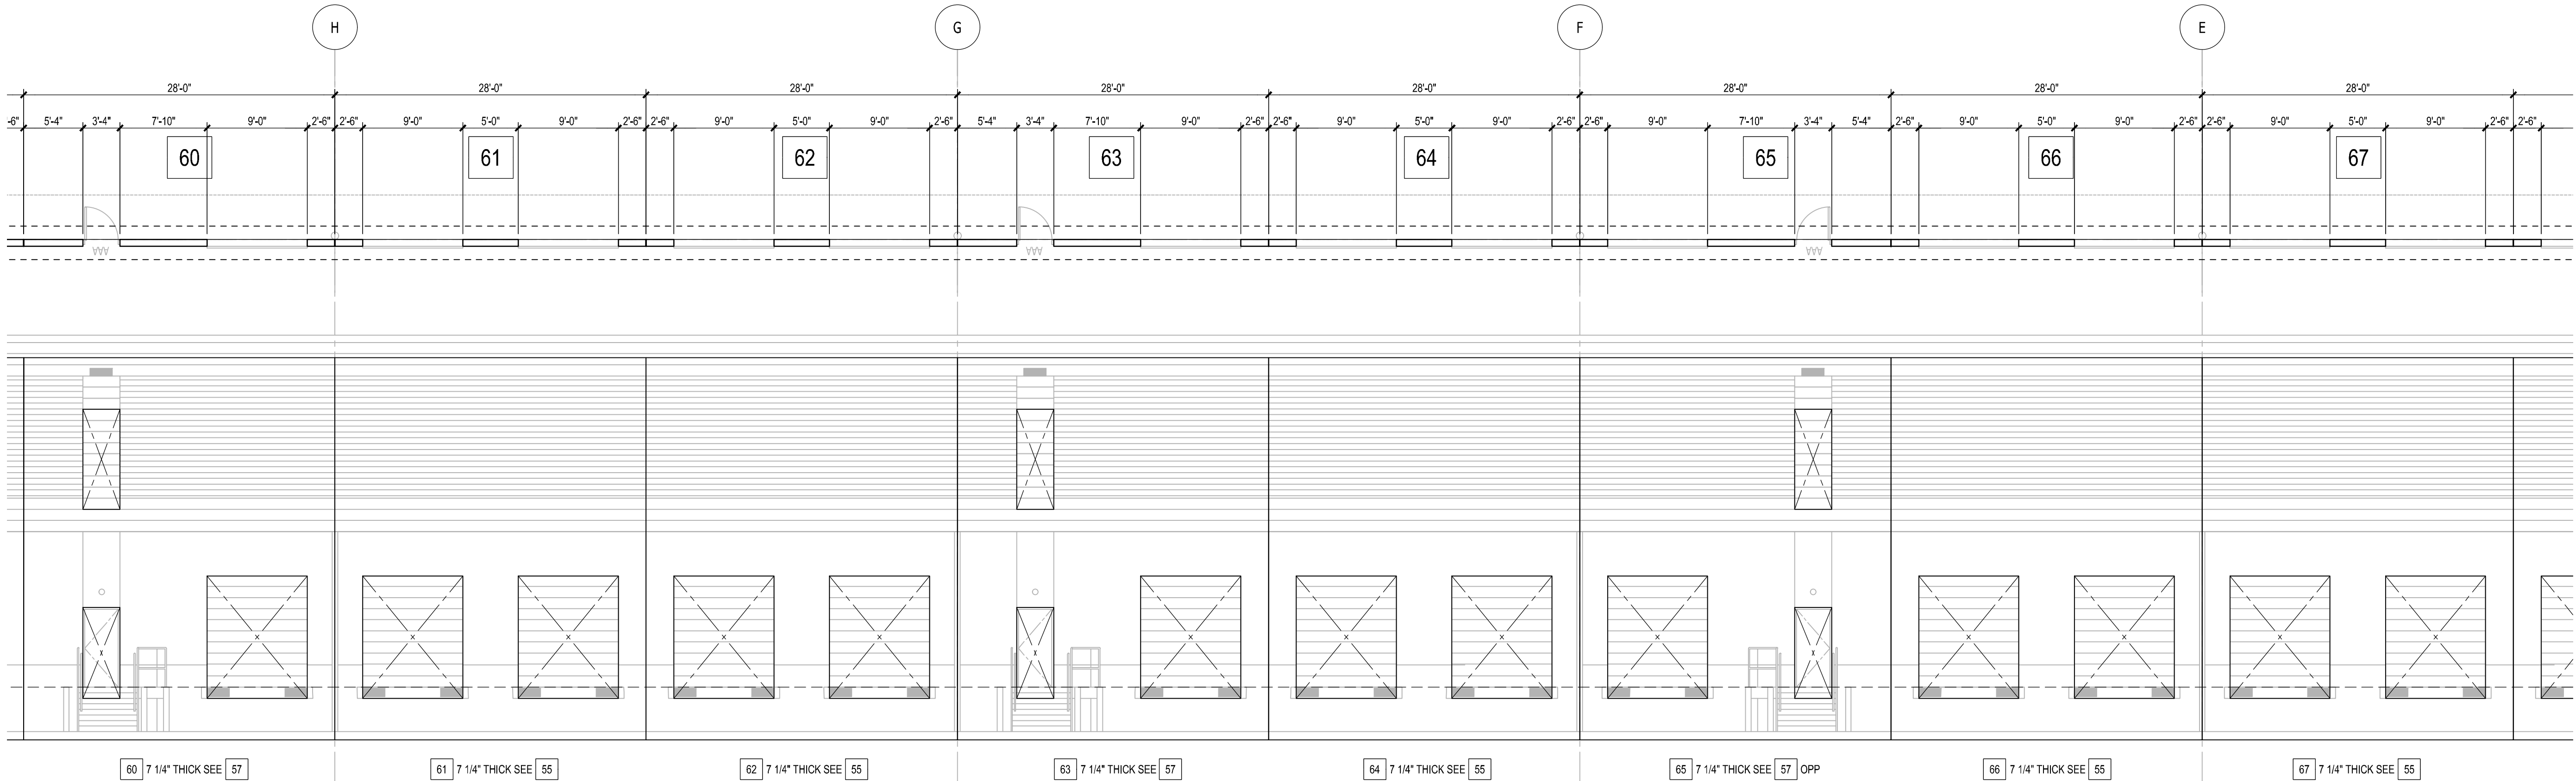 H G F E
28'-0" 28'-0" 28'-0" 28'-0" 28'-0" 28'-0" 28'-0" 28'-0"
-6" 5'-4" 3'-4" 7'-10" 9'-0" 2'-6" 2'-6" 9'-0" 5'-0" 9'-0" 2'-6" 2'-6" 9'-0" 5'-0" 9'-0" 2'-6" 5'-4" 3'-4" 7'-10" 9'-0" 2'-6" 2'-6" 9'-0" 5'-0" 9'-0" 2'-6" 2'-6" 9'-0" 7'-10" 3'-4" 5'-4" 2'-6" 9'-0" 5'-0" 9'-0" 2'-6" 2'-6" 9'-0" 5'-0" 9'-0" 2'-6" 2'-6"
60 61 62 63 64 65 66 67
60 7 1/4" THICK SEE 57
61 7 1/4" THICK SEE 55
62 7 1/4" THICK SEE 55
63 7 1/4" THICK SEE 57
64 7 1/4" THICK SEE 55
65 7 1/4" THICK SEE 57 OPP
66 7 1/4" THICK SEE 55
67 7 1/4" THICK SEE 55